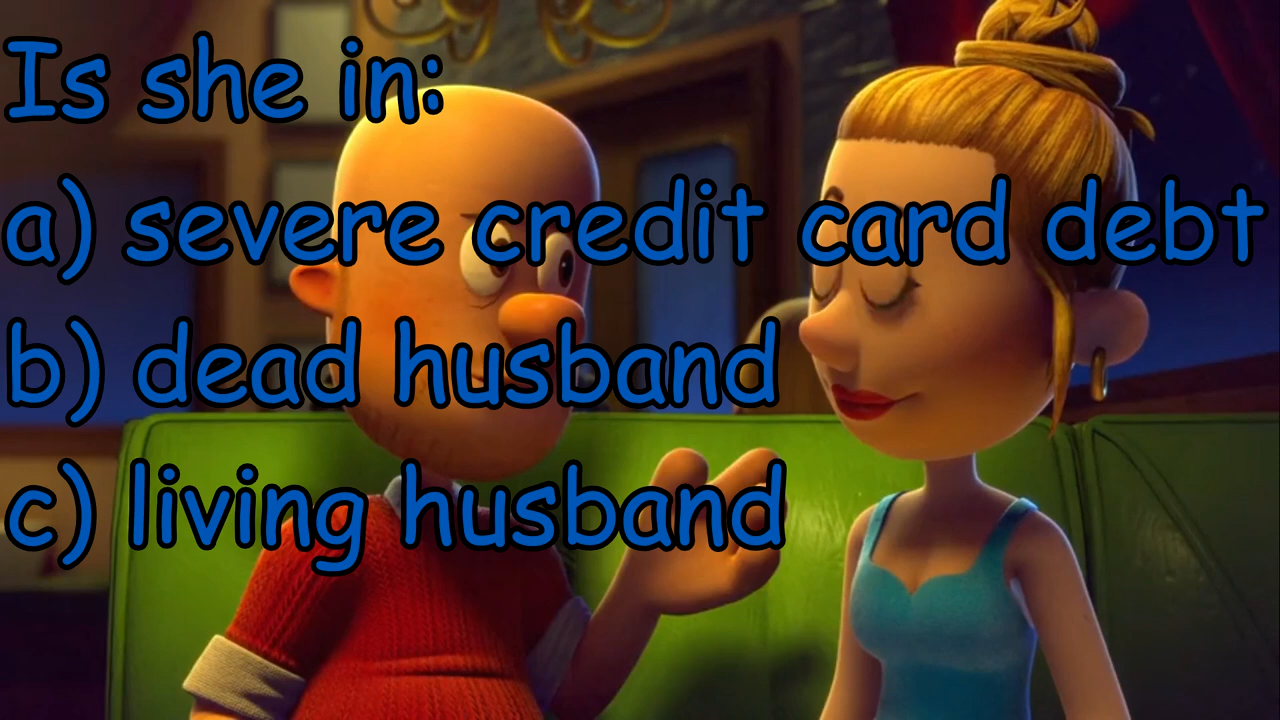 Is she in:
a) severe credit card debt
b) dead husband
c) living husband